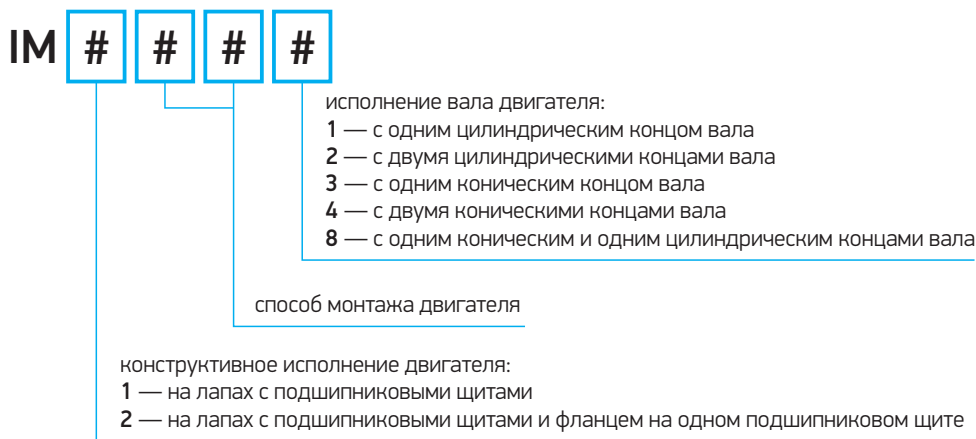 IM # # # #
исполнение вала двигателя:
1 — с одним цилиндрическим концом вала
2 — с двумя цилиндрическими концами вала
3 — с одним коническим концом вала
4 — с двумя коническими концами вала
8 — с одним коническим и одним цилиндрическим концами вала
способ монтажа двигателя
конструктивное исполнение двигателя:
1 — на лапах с подшипниковыми щитами
2 — на лапах с подшипниковыми щитами и фланцем на одном подшипниковом щите